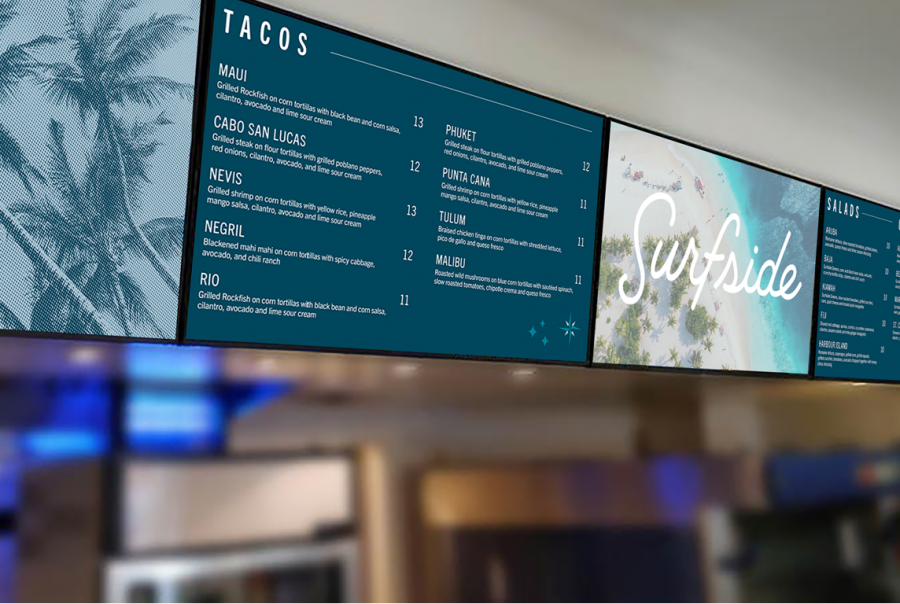 TACOS
MAUI
Grilled Rockfish on corn tortillas with black bean and corn salsa,
cilantro, avocado and lime sour cream
13
CABO SAN LUCAS
Grilled steak on flour tortillas with grilled poblano peppers,
red onions, cilantro, avocado, and lime sour cream
12
NEVIS
Grilled shrimp on corn tortillas with yellow rice, pineapple
mango salsa, cilantro, avocado and lime sour cream
13
NEGRIL
Blackened mahi mahi on corn tortillas with spicy cabbage,
avocado, and chili ranch
12
RIO
Grilled Rockfish on corn tortillas with black bean and corn salsa,
cilantro, avocado and lime sour cream
11
PHUKET
Grilled steak on flour tortillas with grilled poblano peppers,
red onions, cilantro, avocado, and lime sour cream
12
PUNTA CANA
Grilled shrimp on corn tortillas with yellow rice, pineapple
mango salsa, cilantro, avocado and lime sour cream
11
TULUM
Braised chicken tinga on corn tortillas with shredded lettuce,
pico de gallo and queso fresco
11
MALIBU
Roasted wild mushrooms on blue corn tortillas with sautéed spinach,
slow roasted tomatoes, chipotle crema and queso fresco
11
Surfside
SALADS
ARUBA
BAJA
KIAWAH
FIJI
HARBOUR ISLAND